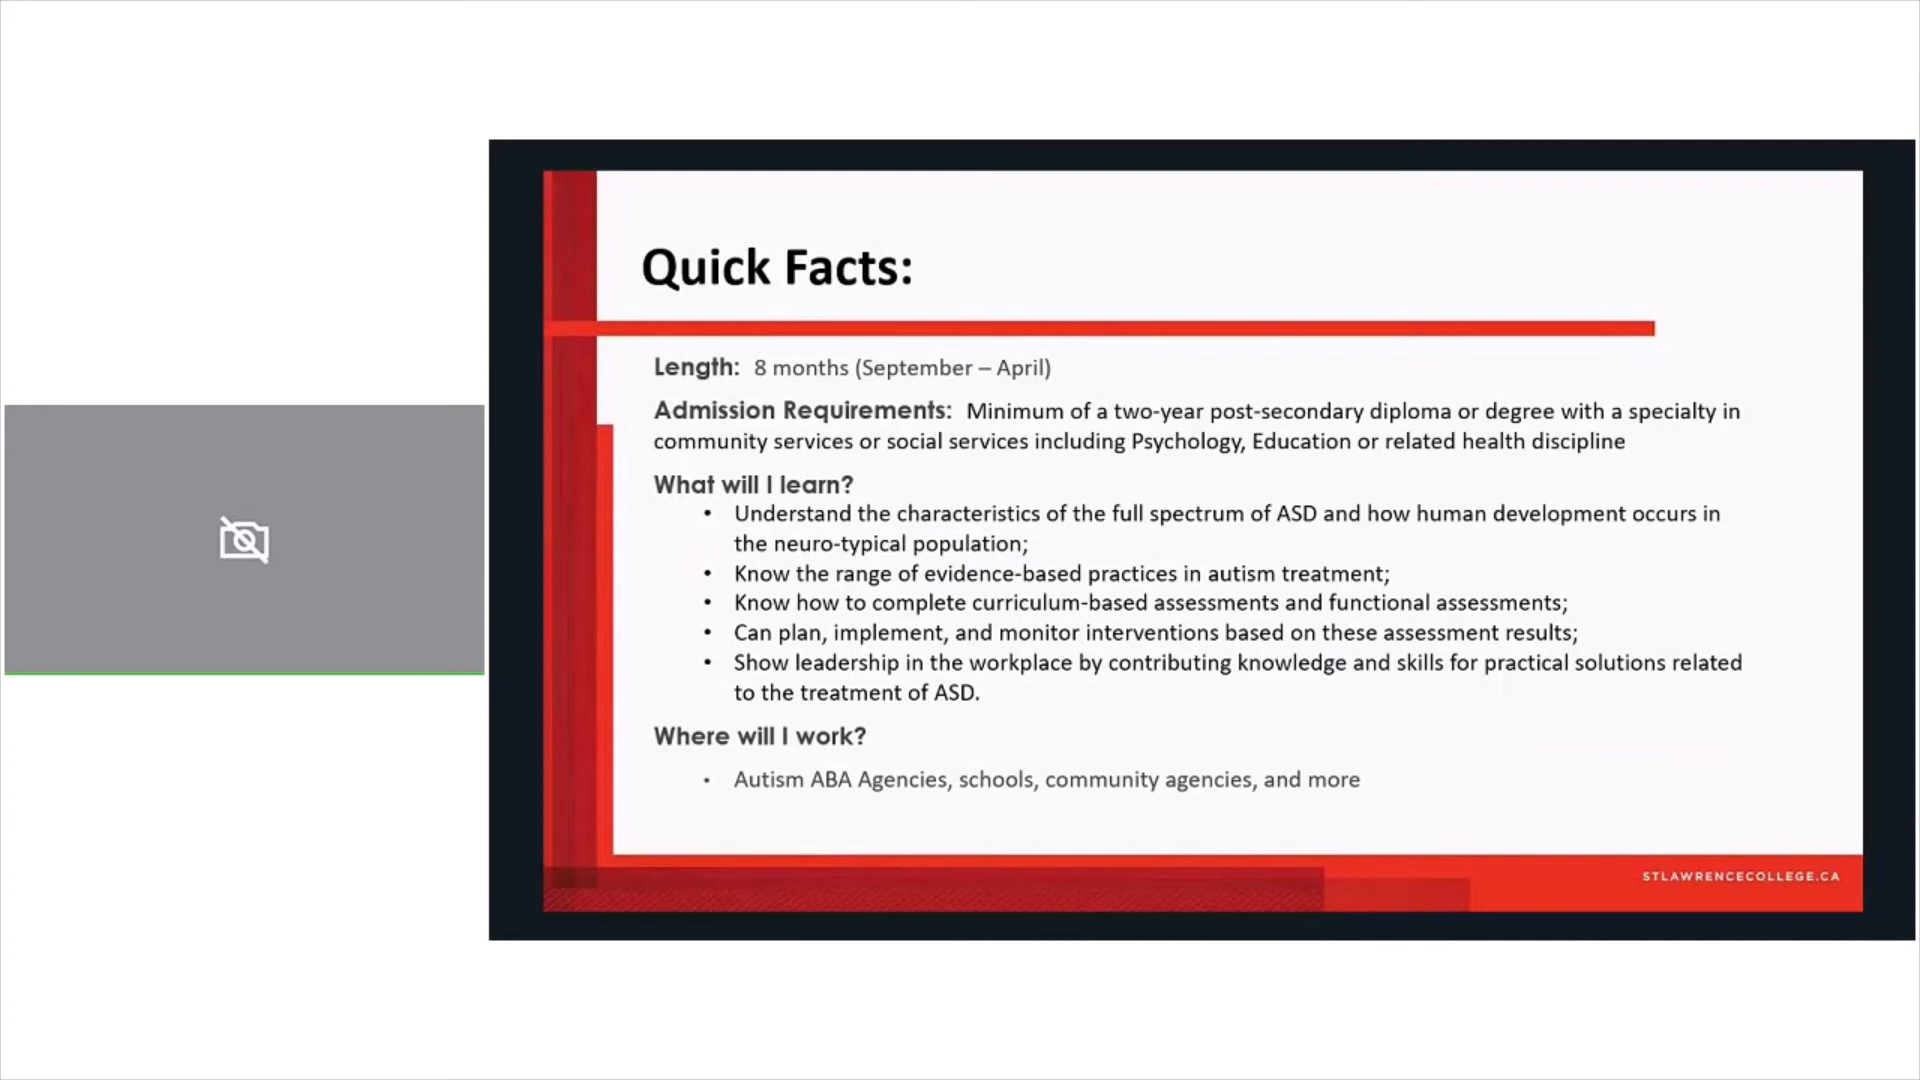 Quick Facts:
Length: 8 months (September – April)
Admission Requirements: Minimum of a two-year post-secondary diploma or degree with a specialty in
community services or social services including Psychology, Education or related health discipline
What will I learn?
• Understand the characteristics of the full spectrum of ASD and how human development occurs in
the neuro-typical population;
• Know the range of evidence-based practices in autism treatment;
• Know how to complete curriculum-based assessments and functional assessments;
• Can plan, implement, and monitor interventions based on these assessment results;
• Show leadership in the workplace by contributing knowledge and skills for practical solutions related
to the treatment of ASD.
Where will I work?
• Autism ABA Agencies, schools, community agencies, and more
STLAWRENCECOLLEGE.CA